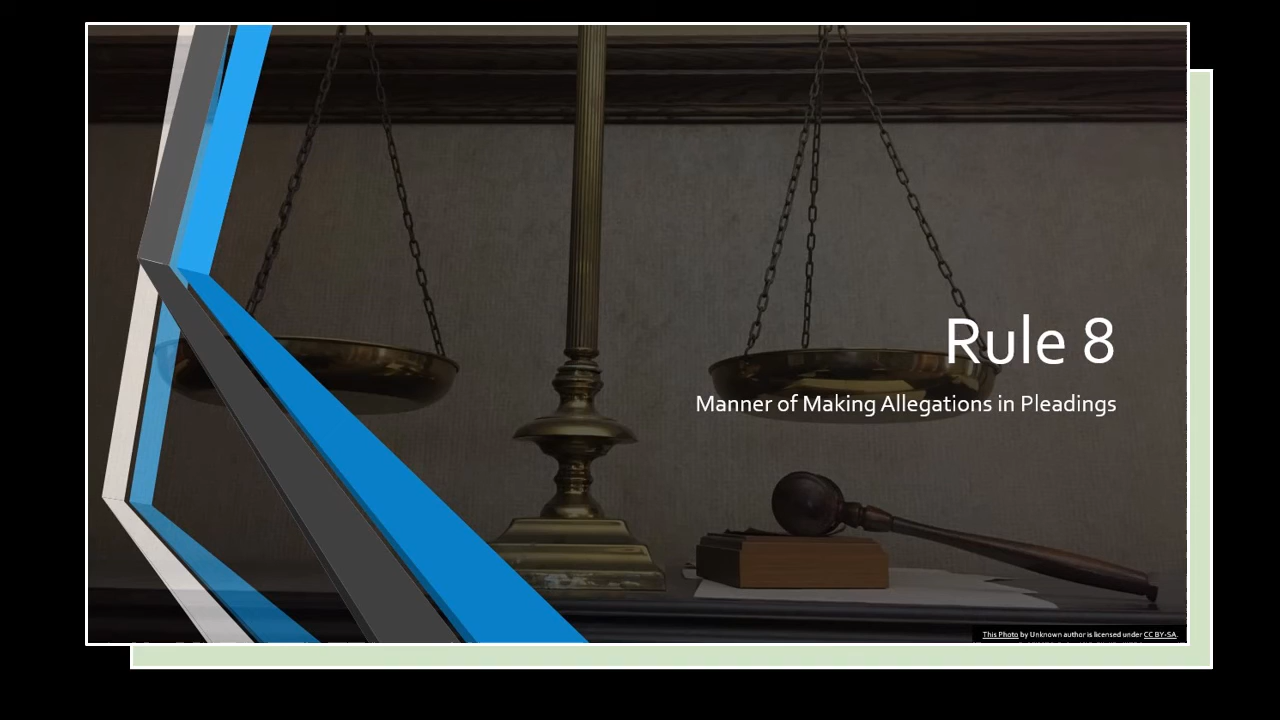 Rule 8
Manner of Making Allegations in Pleadings
This Photo by Unknown author is licensed under CC BY-SA.